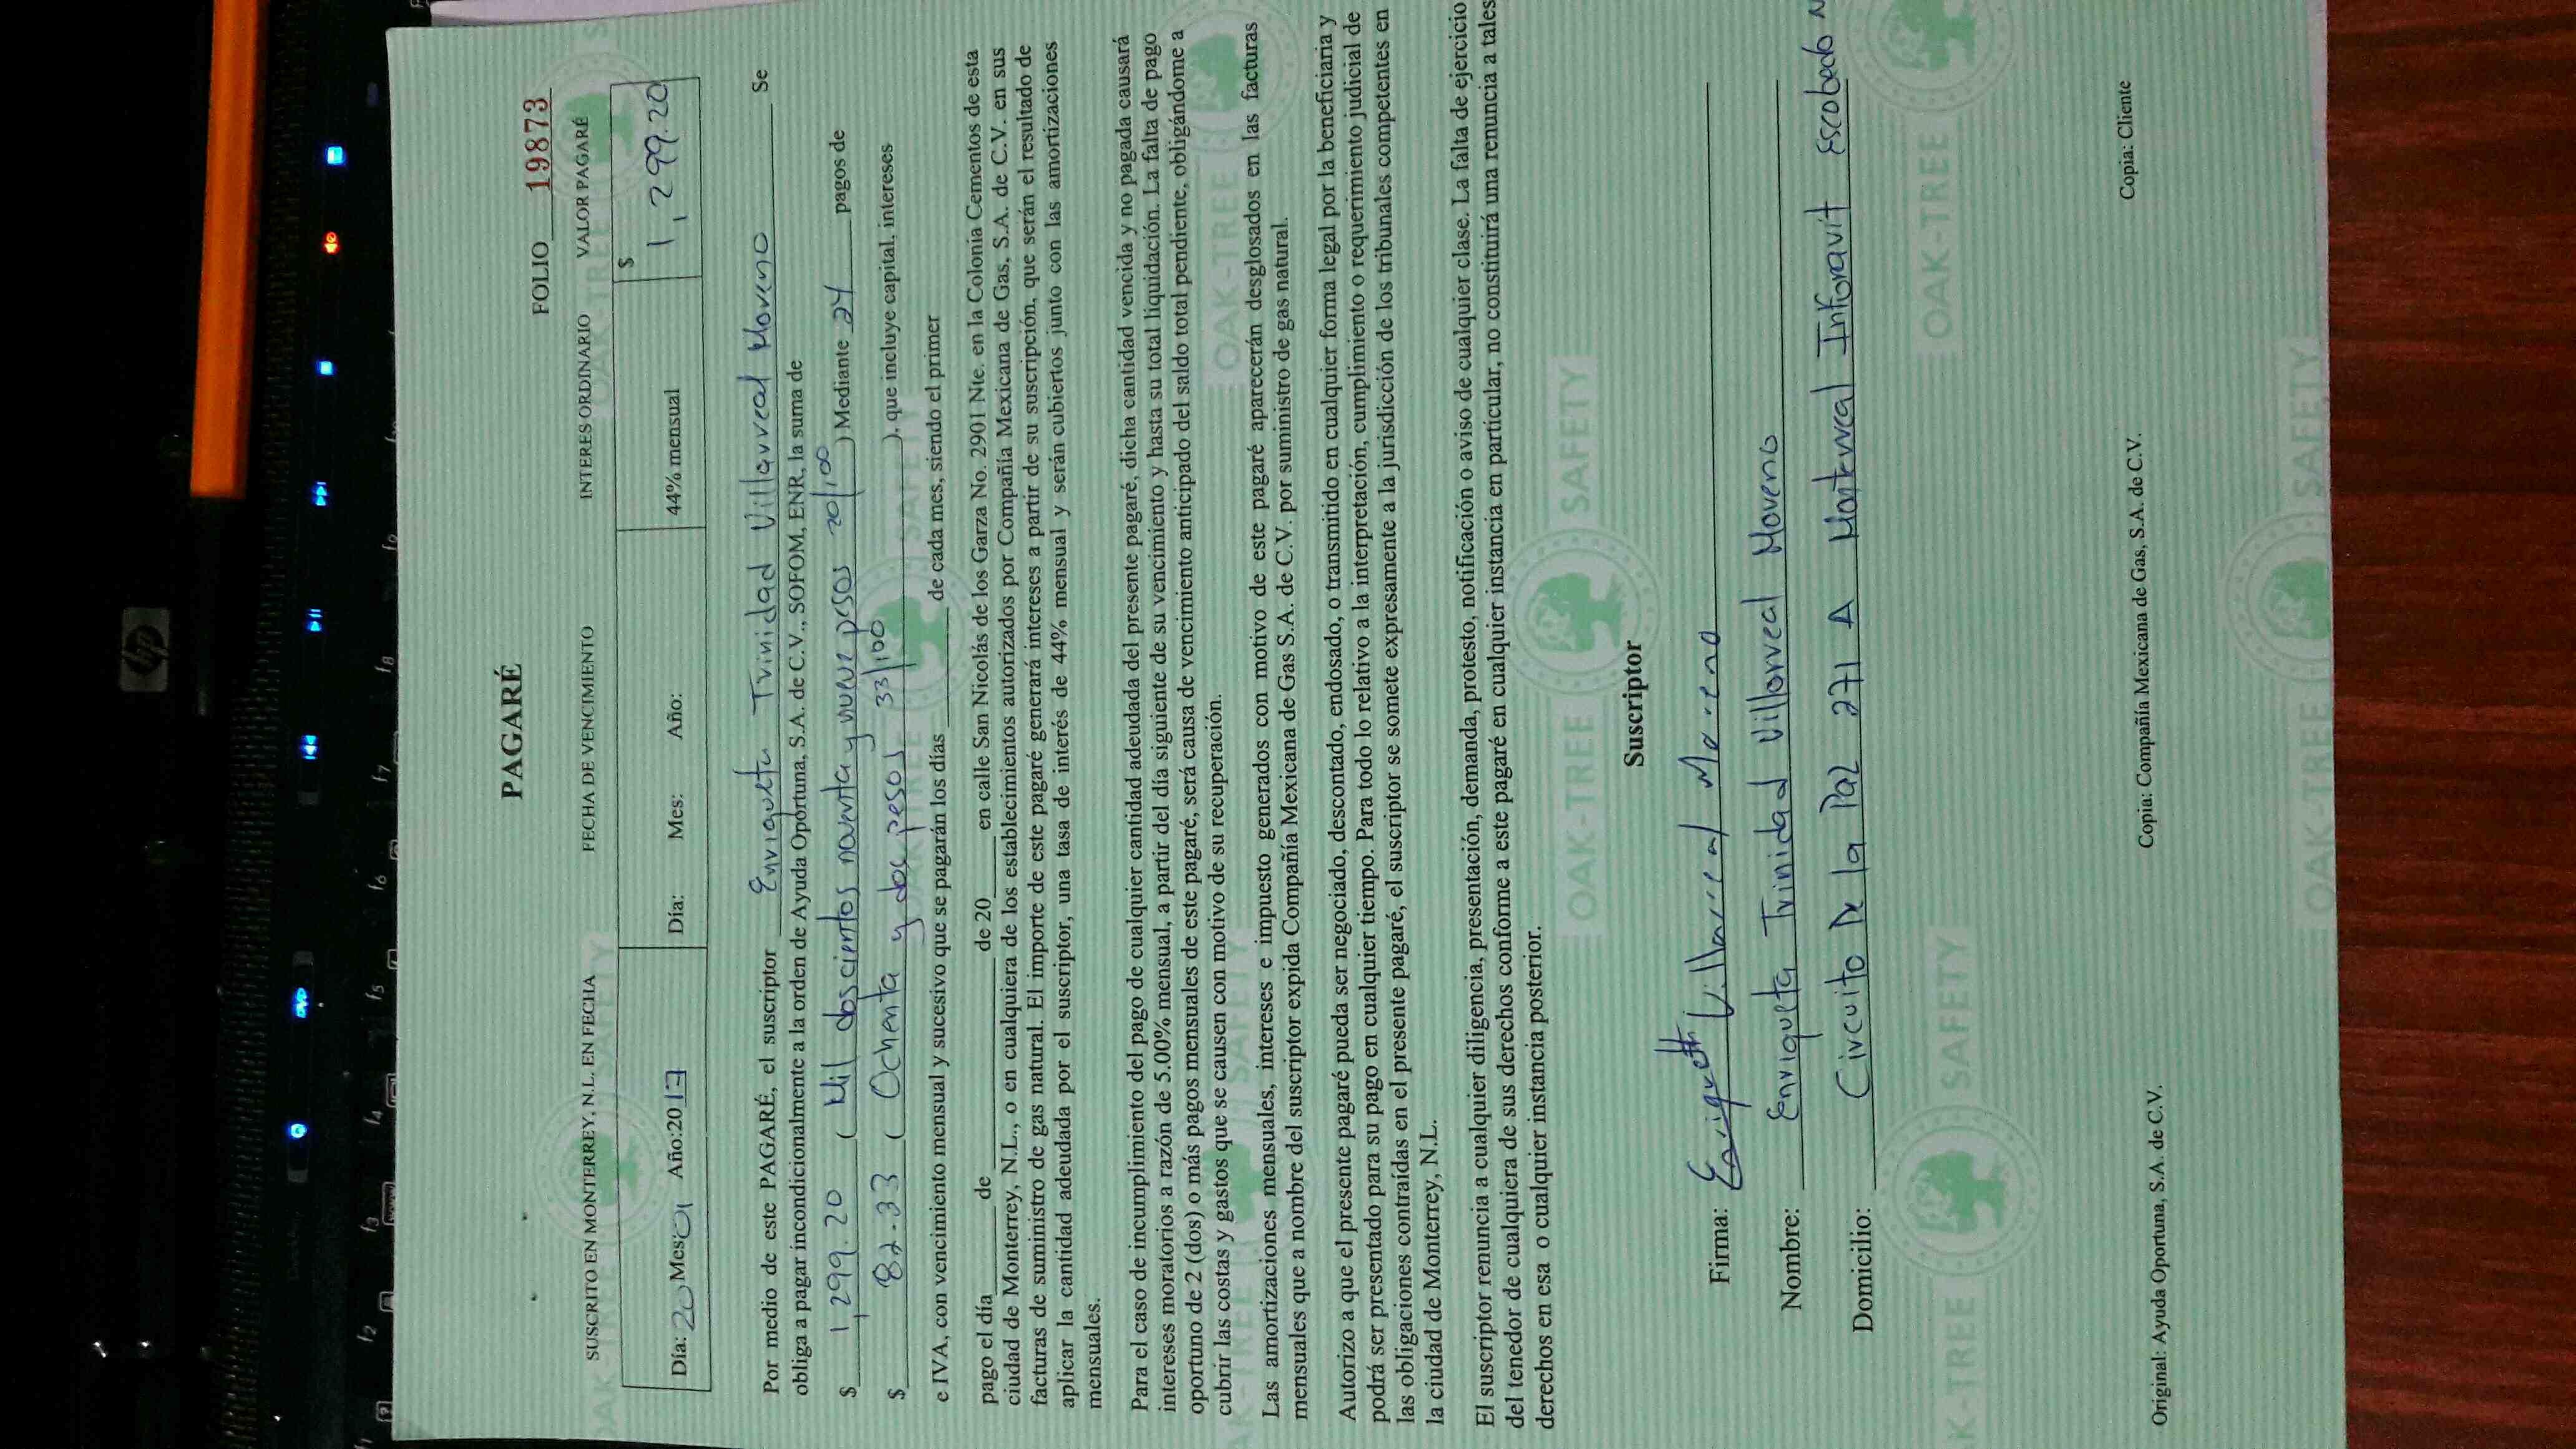 PAGARÉ
FOLIO 19873
SUSCRITO EN MONTERREY, N.L. EN FECHA FECHA DE VENCIMIENTO INTERES ORDINARIO VALOR PAGARÉ
Día: 20 Mes: 01 Año:2017 Día: Mes: Año: 44% mensual $ 1,299.20
Por medio de este PAGARÉ, el suscriptor Enriqueta Trinidad Villarreal Moreno Se
obliga a pagar incondicionalmente a la orden de Ayuda Oportuna, S.A. de C.V., SOFOM, ENR, la suma de
$ 1,299.20 ( Mil doscientos noventa y nueve pesos 20/100 ) Mediante 24 pagos de
$ 82.33 ( Ochenta y dos pesos 33/100 ), que incluye capital, intereses
e IVA, con vencimiento mensual y sucesivo que se pagarán los días de cada mes, siendo el primer
pago el día de de 20 en calle San Nicolás de los Garza No. 2901 Nte. en la Colonia Cementos de esta
ciudad de Monterrey, N.L., o en cualquiera de los establecimientos autorizados por Compañía Mexicana de Gas, S.A. de C.V. en sus
facturas de suministro de gas natural. El importe de este pagaré generará intereses a partir de su suscripción, que serán el resultado de
aplicar la cantidad adeudada por el suscriptor, una tasa de interés de 44% mensual y serán cubiertos junto con las amortizaciones
mensuales.
Para el caso de incumplimiento del pago de cualquier cantidad adeudada del presente pagaré, dicha cantidad vencida y no pagada causará
intereses moratorios a razón de 5.00% mensual, a partir del día siguiente de su vencimiento y hasta su total liquidación. La falta de pago
oportuno de 2 (dos) o más pagos mensuales de este pagaré, será causa de vencimiento anticipado del saldo total pendiente, obligándome a
cubrir las costas y gastos que se causen con motivo de su recuperación.
Las amortizaciones mensuales, intereses e impuesto generados con motivo de este pagaré aparecerán desglosados en las facturas
mensuales que a nombre del suscriptor expida Compañía Mexicana de Gas S.A. de C.V. por suministro de gas natural.
Autorizo a que el presente pagaré pueda ser negociado, descontado, endosado, o transmitido en cualquier forma legal por la beneficiaria y
podrá ser presentado para su pago en cualquier tiempo. Para todo lo relativo a la interpretación, cumplimiento o requerimiento judicial de
las obligaciones contraídas en el presente pagaré, el suscriptor se somete expresamente a la jurisdicción de los tribunales competentes en
la ciudad de Monterrey, N.L.
El suscriptor renuncia a cualquier diligencia, presentación, demanda, protesto, notificación o aviso de cualquier clase. La falta de ejercicio
del tenedor de cualquiera de sus derechos conforme a este pagaré en cualquier instancia en particular, no constituirá una renuncia a tales
derechos en esa o cualquier instancia posterior.
Suscriptor
Firma: Enriqueta Villarreal Moreno
Nombre: Enriqueta Trinidad Villarreal Moreno
Domicilio: Circuito De la Paz 271 A Monterreal Infonavit Escobedo N
Original: Ayuda Oportuna, S.A. de C.V. Copia: Compañía Mexicana de Gas, S.A. de C.V. Copia: Cliente
OAK-TREE SAFETY
hp